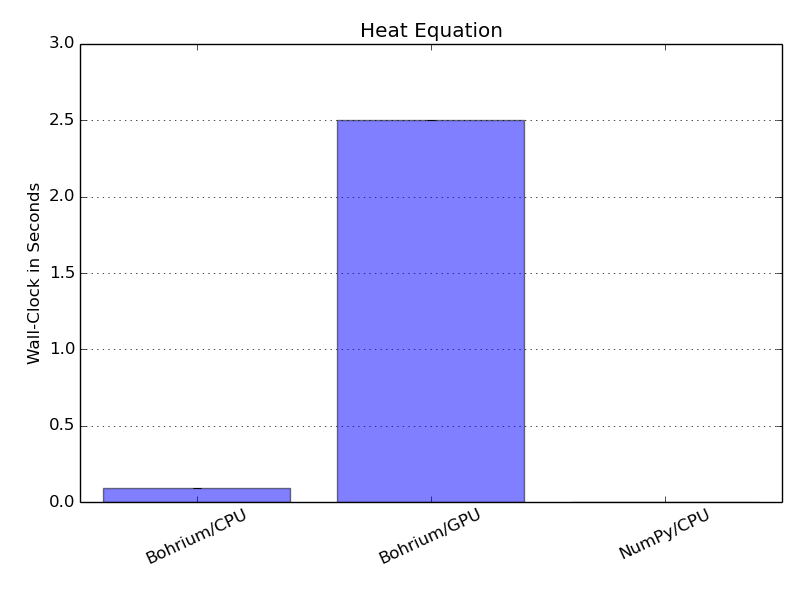 Heat Equation
3.0
2.5
2.0
1.5
1.0
0.5
0.0
Wall-Clock in Seconds
Bohrium/CPU
Bohrium/GPU
NumPy/CPU